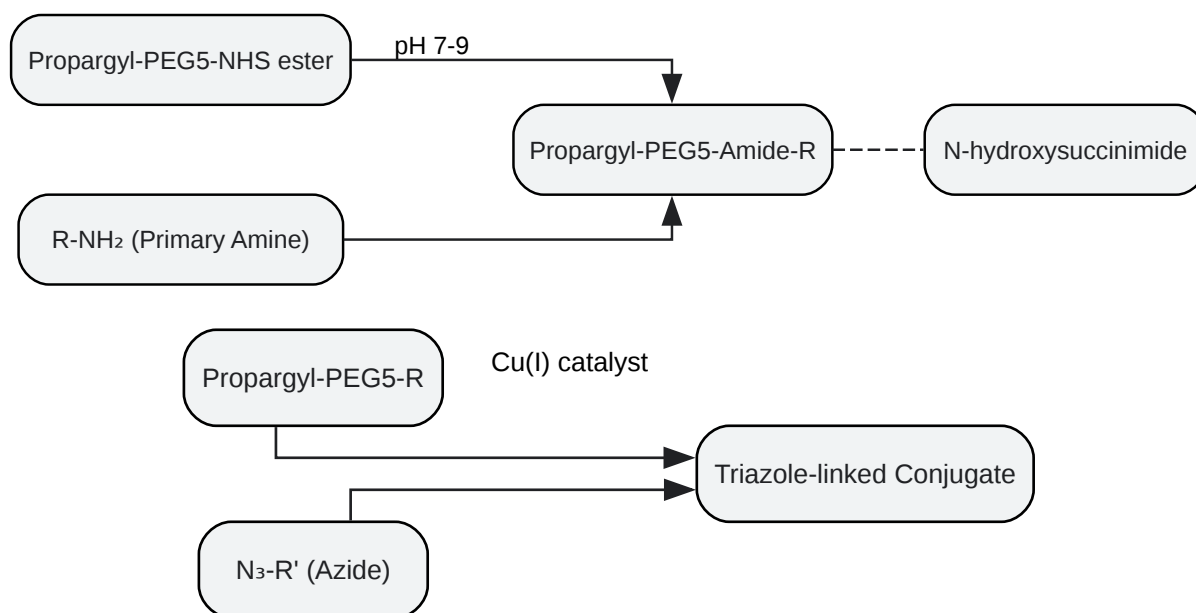 Propargyl-PEG5-NHS ester
pH 7-9
Propargyl-PEG5-Amide-R
N-hydroxysuccinimide
R-NH₂ (Primary Amine)
Propargyl-PEG5-R
Cu(I) catalyst
Triazole-linked Conjugate
N₃-R' (Azide)